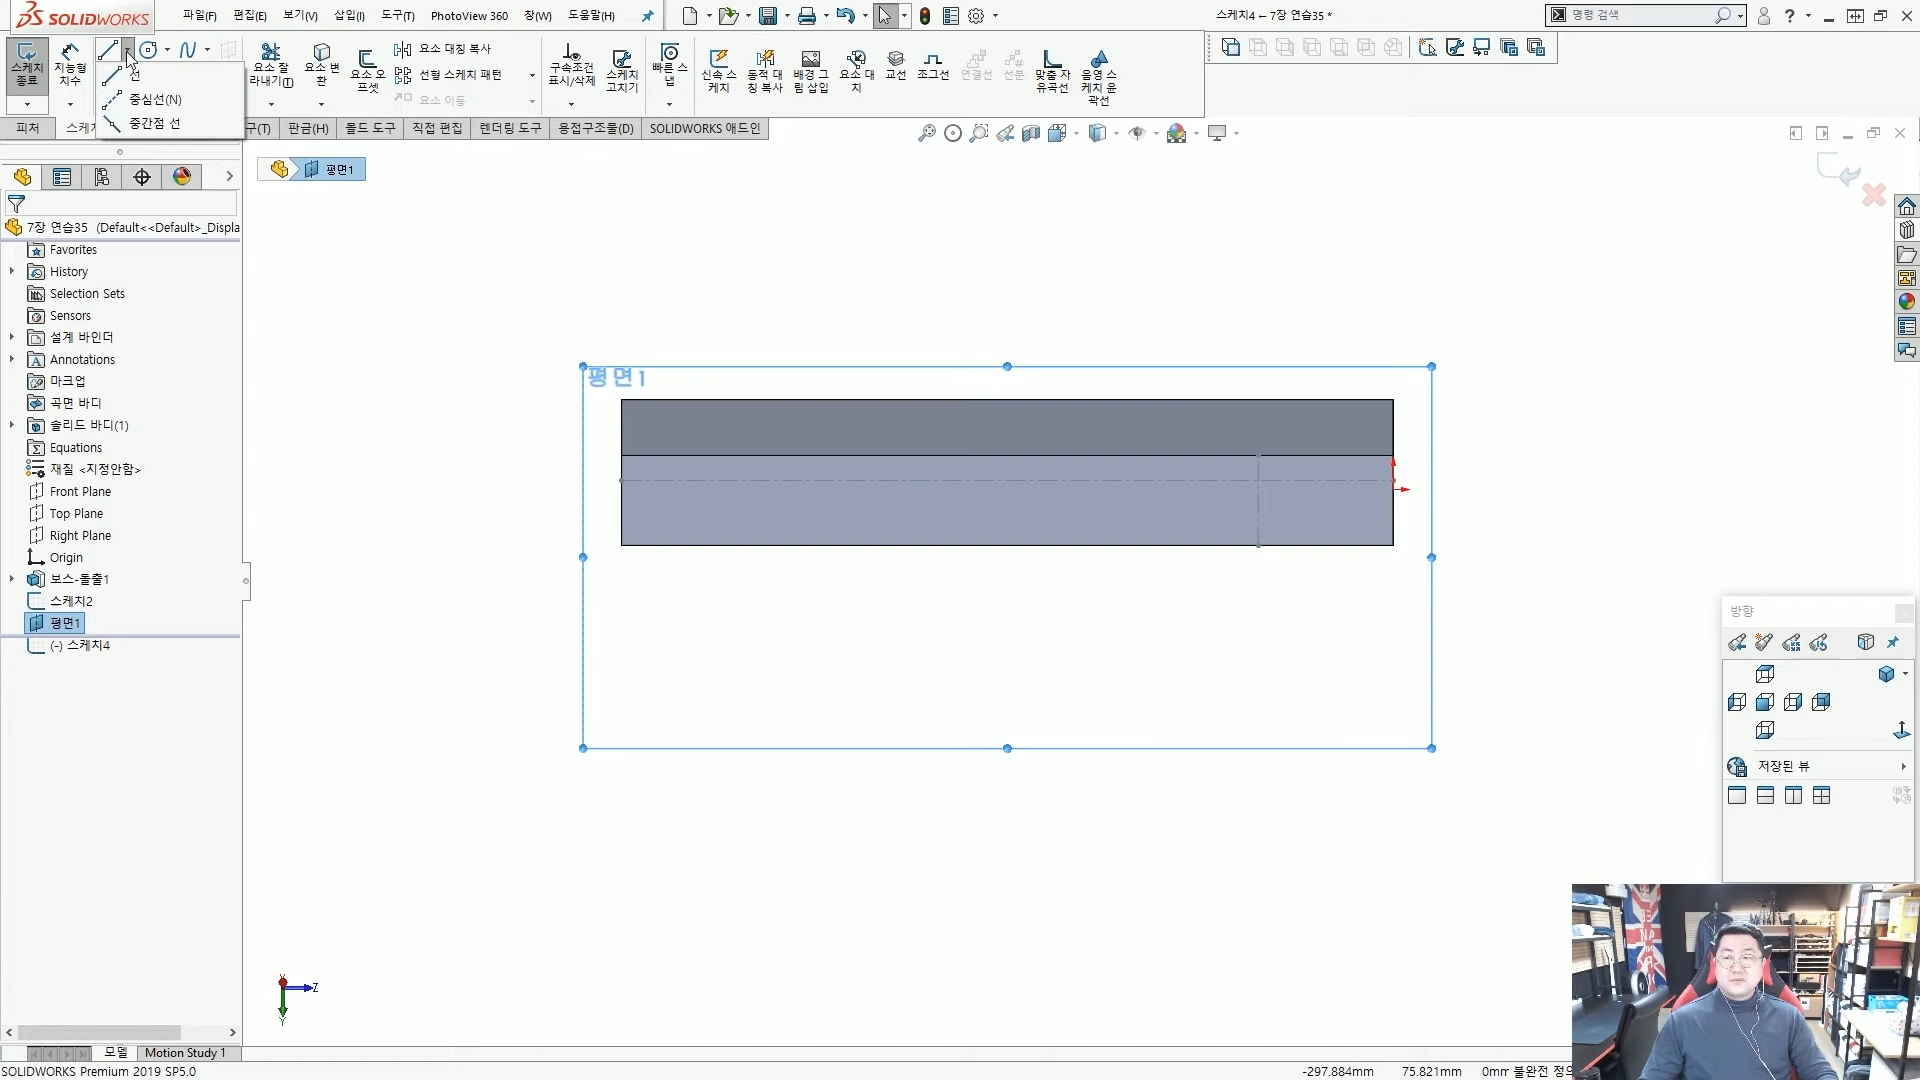 SOLIDWORKS
파일(F) 편집(E) 보기(V) 삽입(I) 도구(T) PhotoView 360 창(W) 도움말(H)
스케치4 ← 7장 연습35 *
명령 검색
스케치 종료
지능형 치수
선
중심선(N)
중간점 선
요소 잘라내기(T)
요소 변환
요소 오프셋
요소 대칭 복사
선형 스케치 패턴
요소 이동
구속조건 표시/삭제
스케치 고치기
빠른 스냅
신속 스케치
동적 대칭 복사
배경 그림 삽입
요소 대치
교선
조그선
연결선
선분
맞춤 자유곡선
음영 스케치 윤곽선
피처 스케치 구(T) 판금(H) 몰드 도구 직접 편집 렌더링 도구 용접구조물(D) SOLIDWORKS 애드인
평면1
7장 연습35 (Default<<Default>_Displa
Favorites
History
Selection Sets
Sensors
설계 바인더
Annotations
마크업
곡면 바디
솔리드 바디(1)
Equations
재질 <지정안함>
Front Plane
Top Plane
Right Plane
Origin
보스-돌출1
스케치2
평면1
(-) 스케치4
평면1
방향
저장된 뷰
Y
Z
모델 Motion Study 1
SOLIDWORKS Premium 2019 SP5.0
-297.884mm 75.821mm 0mm 불완전 정의